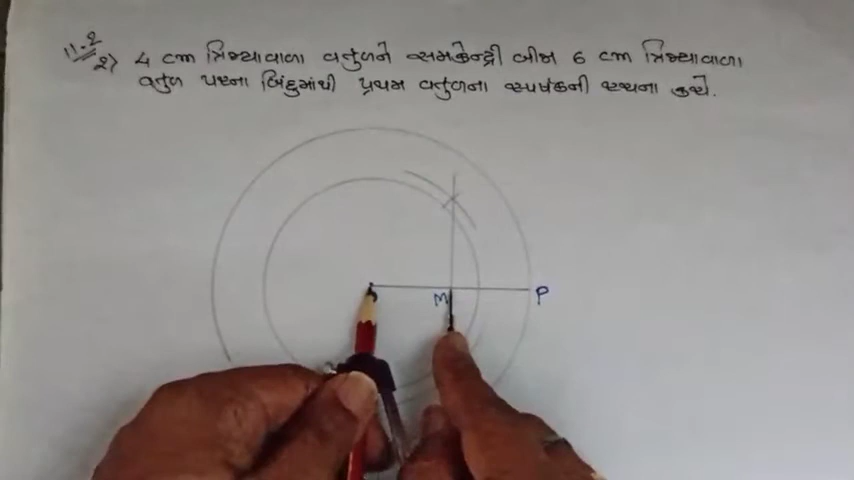 11.2
2) 4 cm ત્રિજ્યાવાળા વર્તુળને સમકેન્દ્રી બીજા 6 cm ત્રિજ્યાવાળા
વર્તુળ પરના બિંદુમાંથી પ્રથમ વર્તુળના સ્પર્શકની રચના કરો.
M P